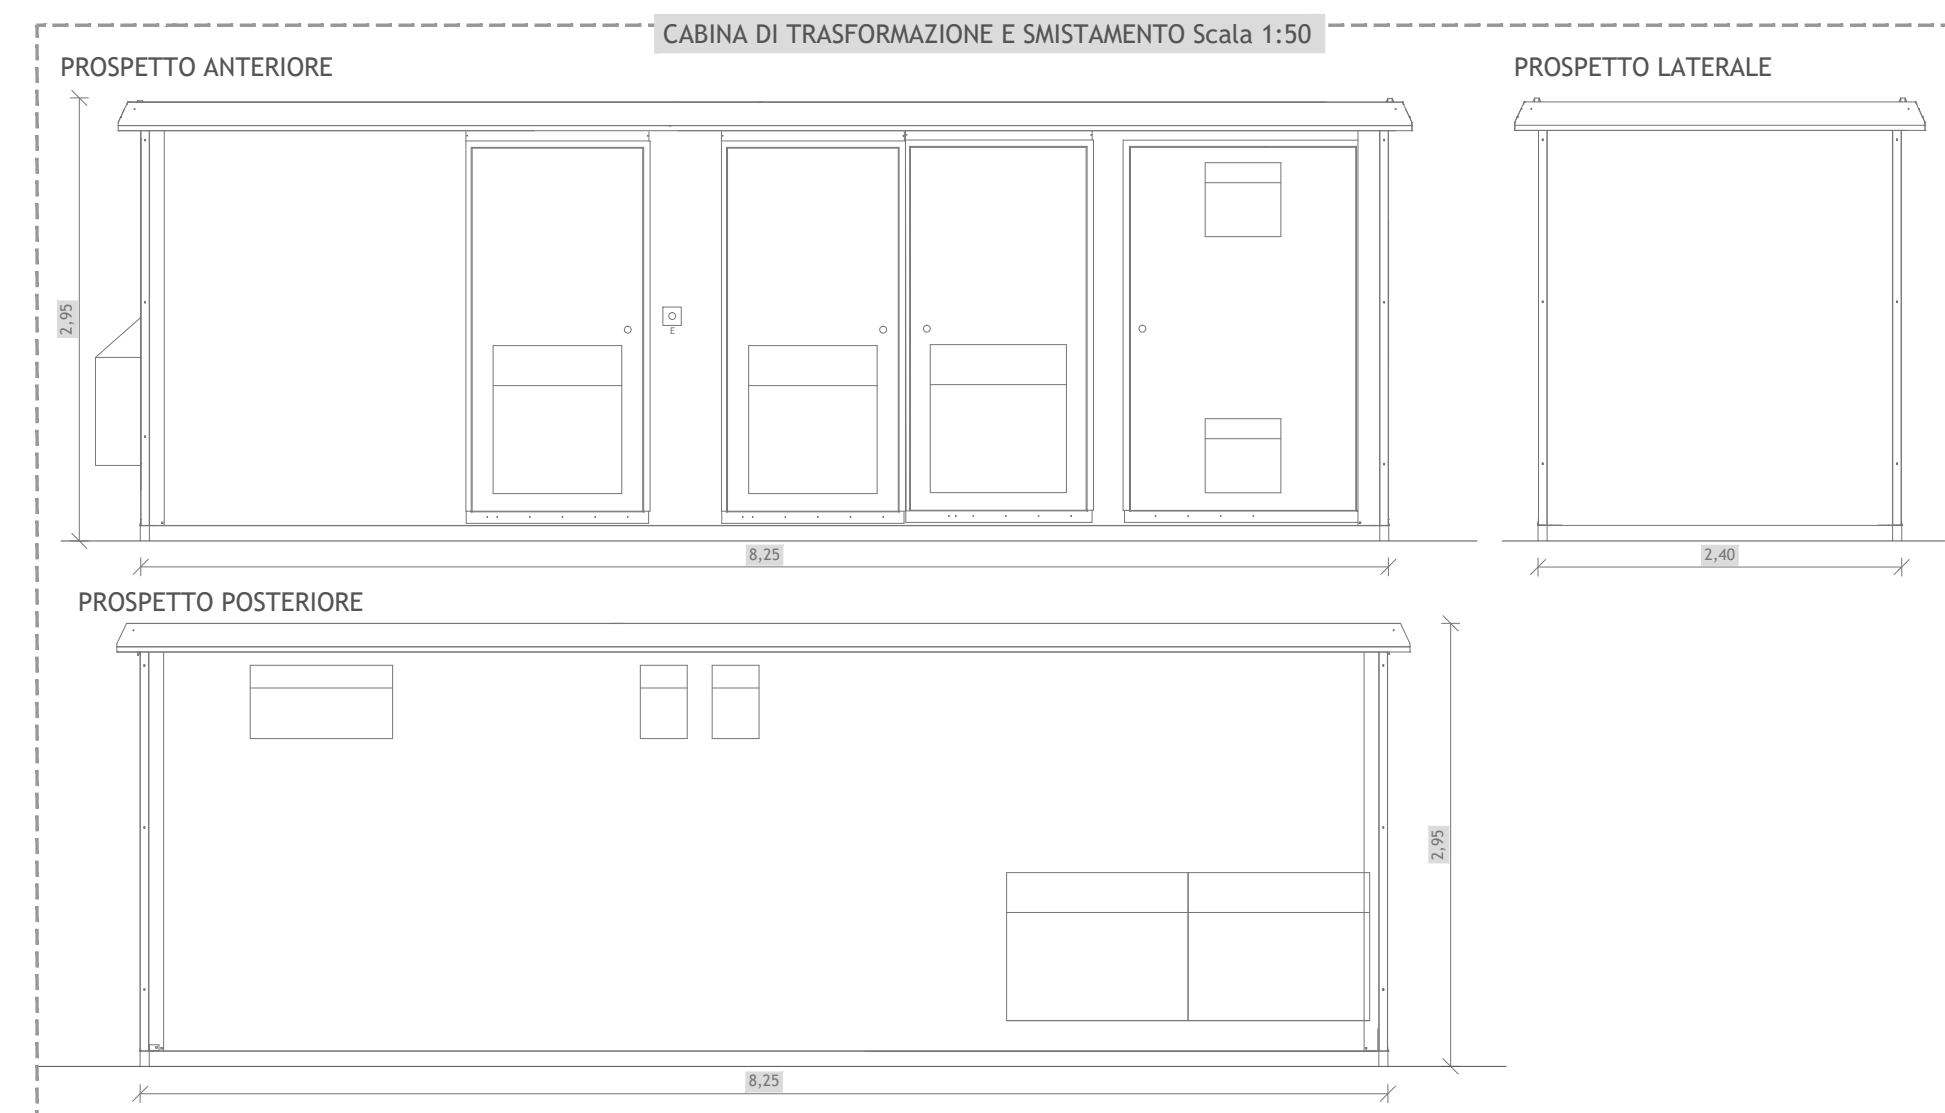 CABINA DI TRASFORMAZIONE E SMISTAMENTO Scala 1:50
PROSPETTO ANTERIORE
PROSPETTO LATERALE
2,95
E
8,25
2,40
PROSPETTO POSTERIORE
2,95
8,25